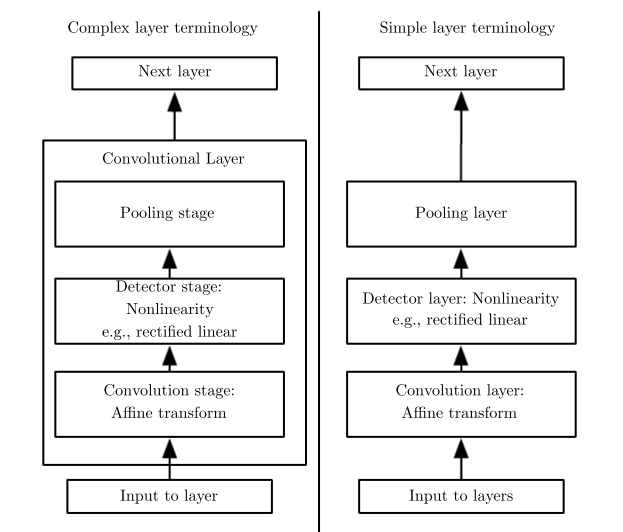 Complex layer terminology
Next layer
Convolutional Layer
Pooling stage
Detector stage:
Nonlinearity
e.g., rectified linear
Convolution stage:
Affine transform
Input to layer
Simple layer terminology
Next layer
Pooling layer
Detector layer: Nonlinearity
e.g., rectified linear
Convolution layer:
Affine transform
Input to layers